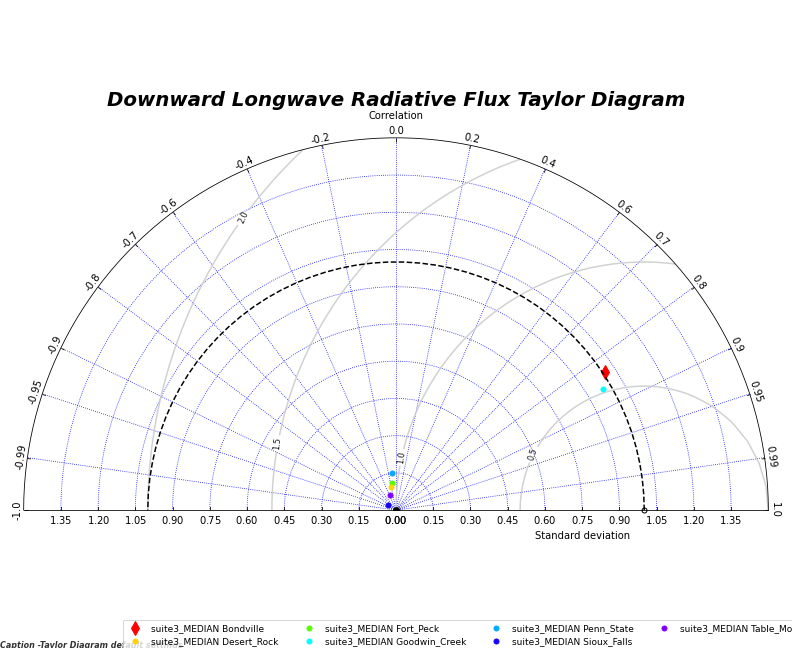 Downward Longwave Radiative Flux Taylor Diagram
Correlation
0.0
-0.2 0.2
-0.4 0.4
-0.6 0.6
-0.7 0.7
-0.8 0.8
-0.9 0.9
-0.95 0.95
-0.99 0.99
-1.0 1.0
2.0
1.5
1.0
0.5
1.35 1.20 1.05 0.90 0.75 0.60 0.45 0.30 0.15 0.00 0.15 0.30 0.45 0.60 0.75 0.90 1.05 1.20 1.35
Standard deviation
suite3_MEDIAN Bondville suite3_MEDIAN Fort_Peck suite3_MEDIAN Penn_State suite3_MEDIAN Table_Mo
suite3_MEDIAN Desert_Rock suite3_MEDIAN Goodwin_Creek suite3_MEDIAN Sioux_Falls
Caption -Taylor Diagram default